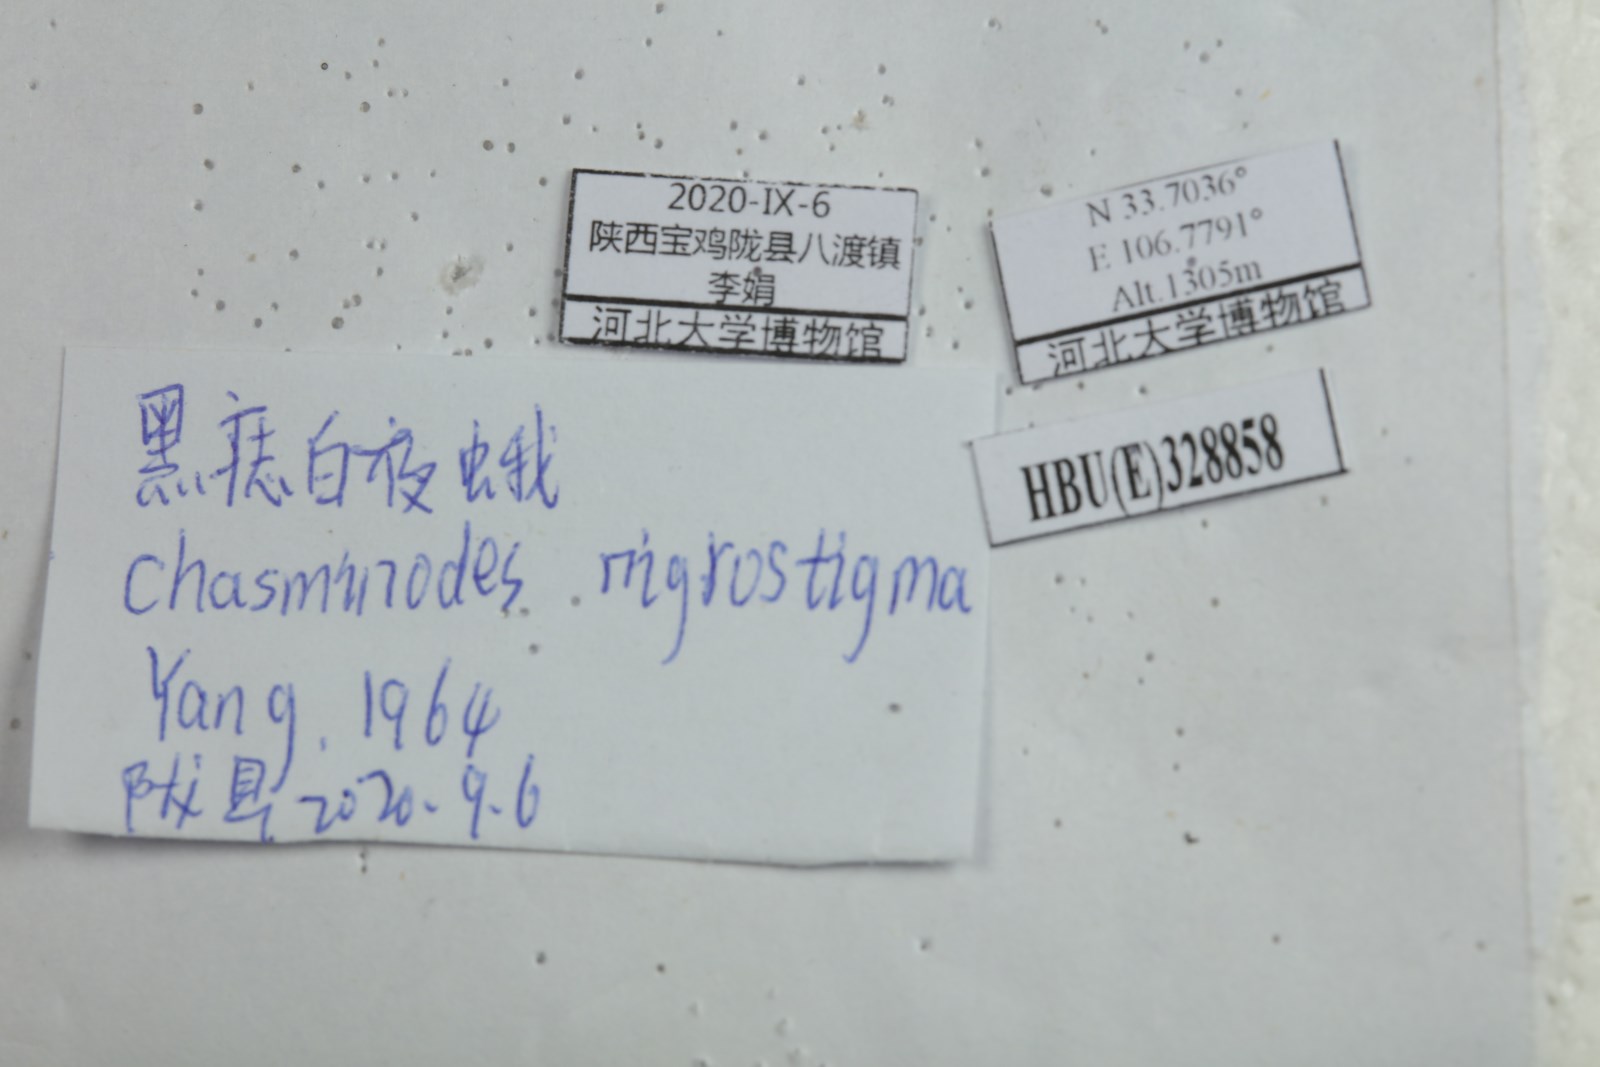 2020-IX-6
陕西宝鸡陇县八渡镇
李娟
河北大学博物馆
N 33.7036°
E 106.7791°
Alt.1305m
河北大学博物馆
HBU(E)328858
黑痣白夜蛾
Chasminodes nigrostigma
Yang, 1964
陇县 2020.9.6